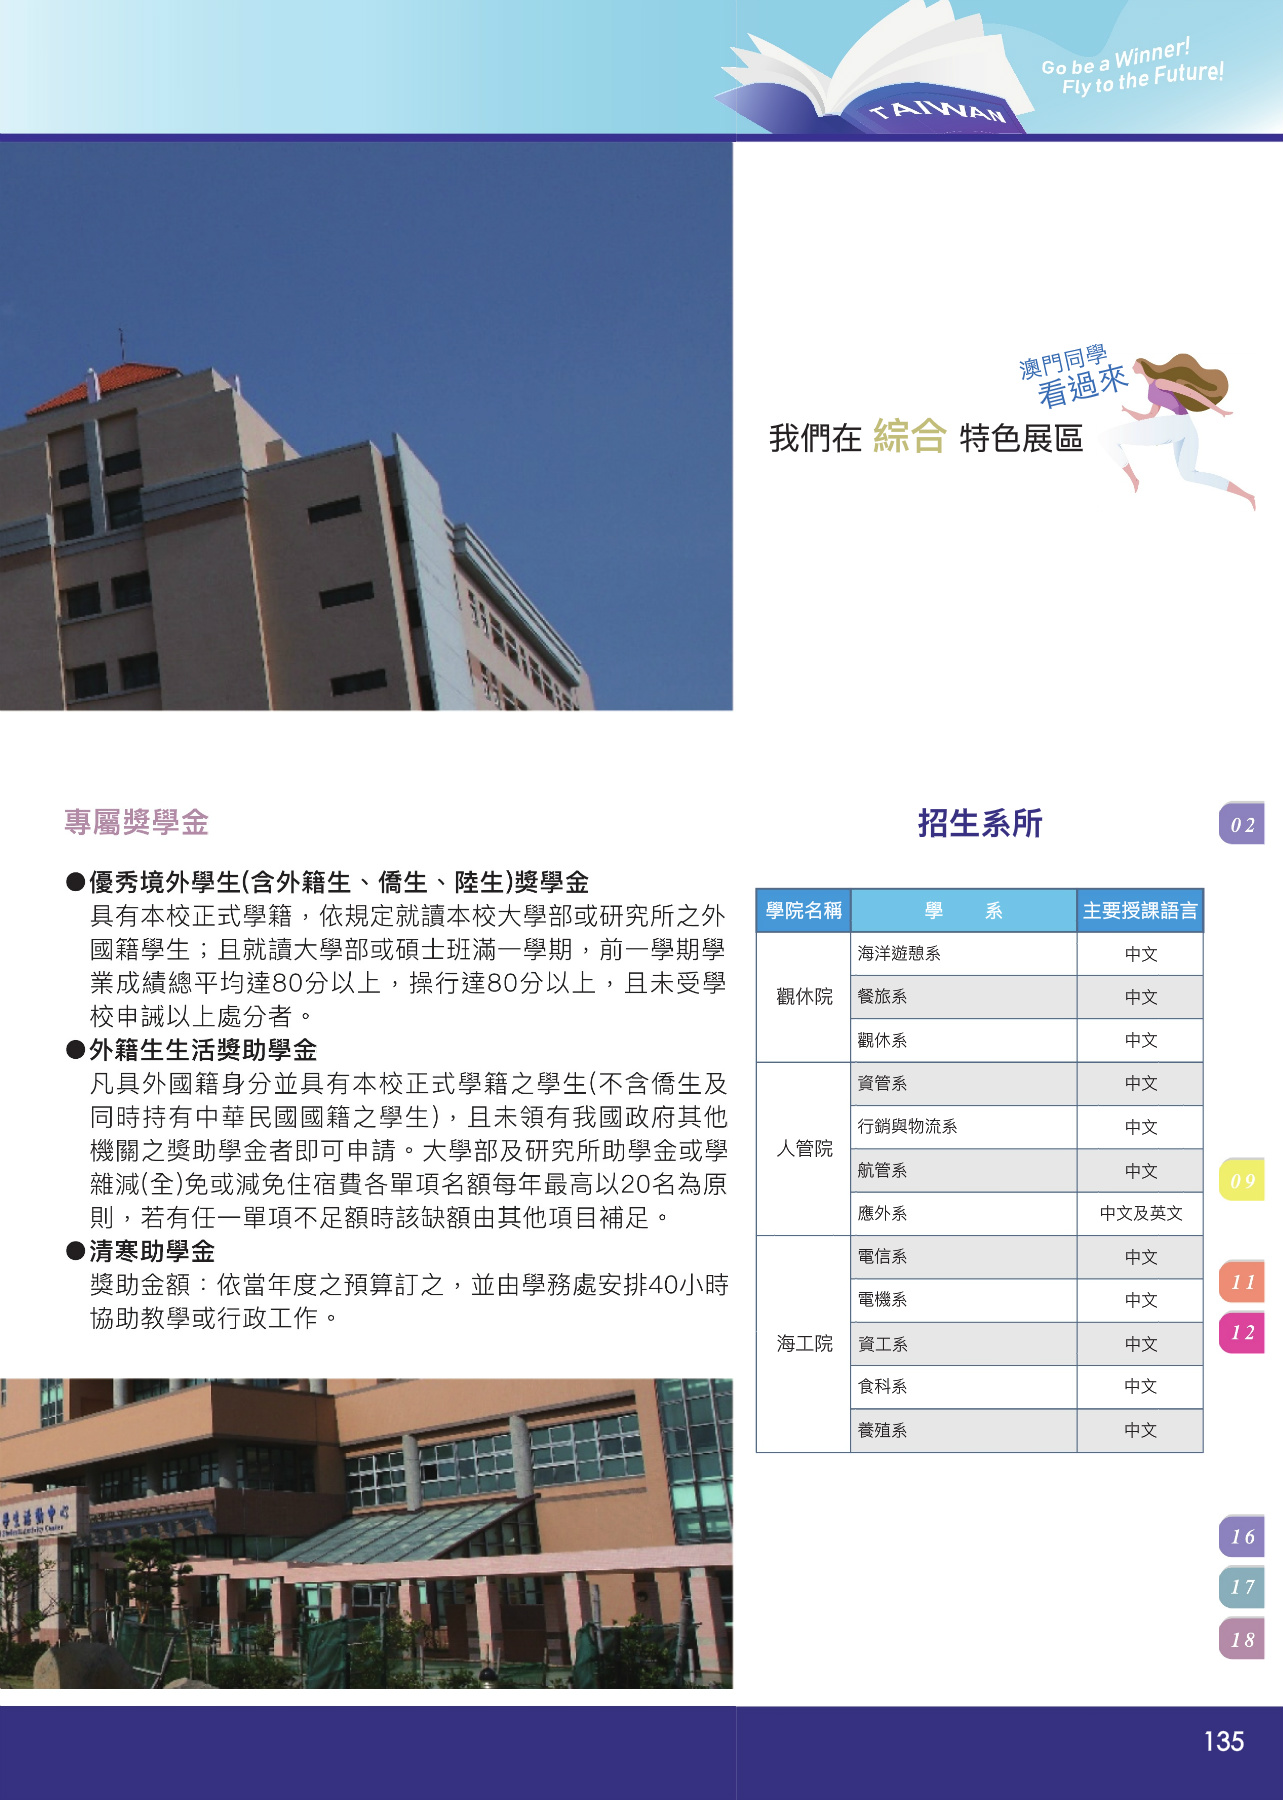 Go be a Winner!
Fly to the Future!
TAIWAN
澳門同學
看過來
我們在 綜合 特色展區
專屬獎學金
●優秀境外學生(含外籍生、僑生、陸生)獎學金
具有本校正式學籍，依規定就讀本校大學部或研究所之外
國籍學生；且就讀大學部或碩士班滿一學期，前一學期學
業成績總平均達80分以上，操行達80分以上，且未受學
校申誡以上處分者。
●外籍生生活獎助學金
凡具外國籍身分並具有本校正式學籍之學生(不含僑生及
同時持有中華民國國籍之學生)，且未領有我國政府其他
機關之獎助學金者即可申請。大學部及研究所助學金或學
雜減(全)免或減免住宿費各單項名額每年最高以20名為原
則，若有任一單項不足額時該缺額由其他項目補足。
●清寒助學金
獎助金額：依當年度之預算訂之，並由學務處安排40小時
協助教學或行政工作。
學生活動中心
招生系所
學院名稱 學 系 主要授課語言
觀休院
海洋遊憩系 中文
餐旅系 中文
觀休系 中文
人管院
資管系 中文
行銷與物流系 中文
航管系 中文
應外系 中文及英文
海工院
電信系 中文
電機系 中文
資工系 中文
食科系 中文
養殖系 中文
02
09
11
12
16
17
18
135